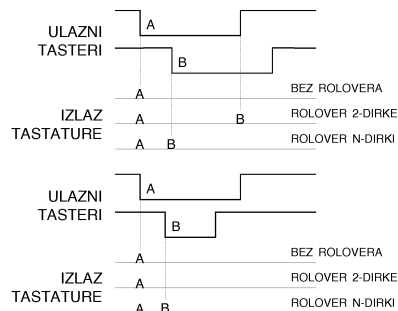 A
ULAZNI
TASTERI
B
A BEZ ROLOVERA
IZLAZ
TASTATURE
A B ROLOVER 2-DIRKE
A B ROLOVER N-DIRKI
A
ULAZNI
TASTERI
B
A BEZ ROLOVERA
IZLAZ
TASTATURE
A ROLOVER 2-DIRKE
A B ROLOVER N-DIRKI